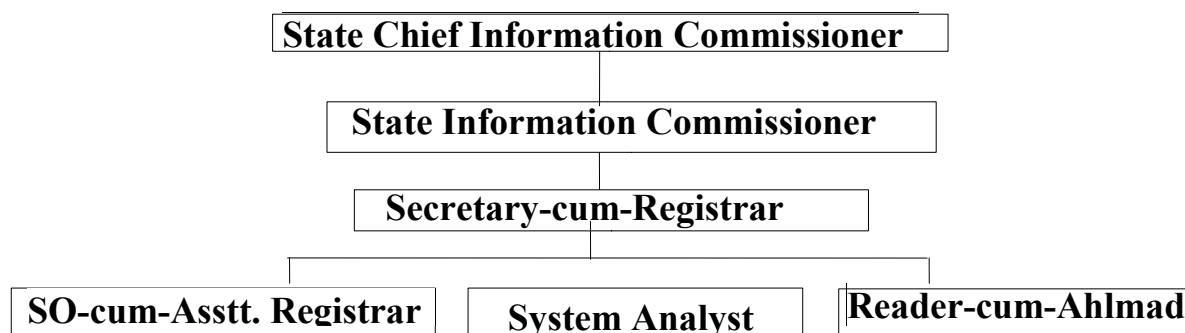 State Chief Information Commissioner
State Information Commissioner
Secretary-cum-Registrar
SO-cum-Asstt. Registrar
System Analyst
Reader-cum-Ahlmad